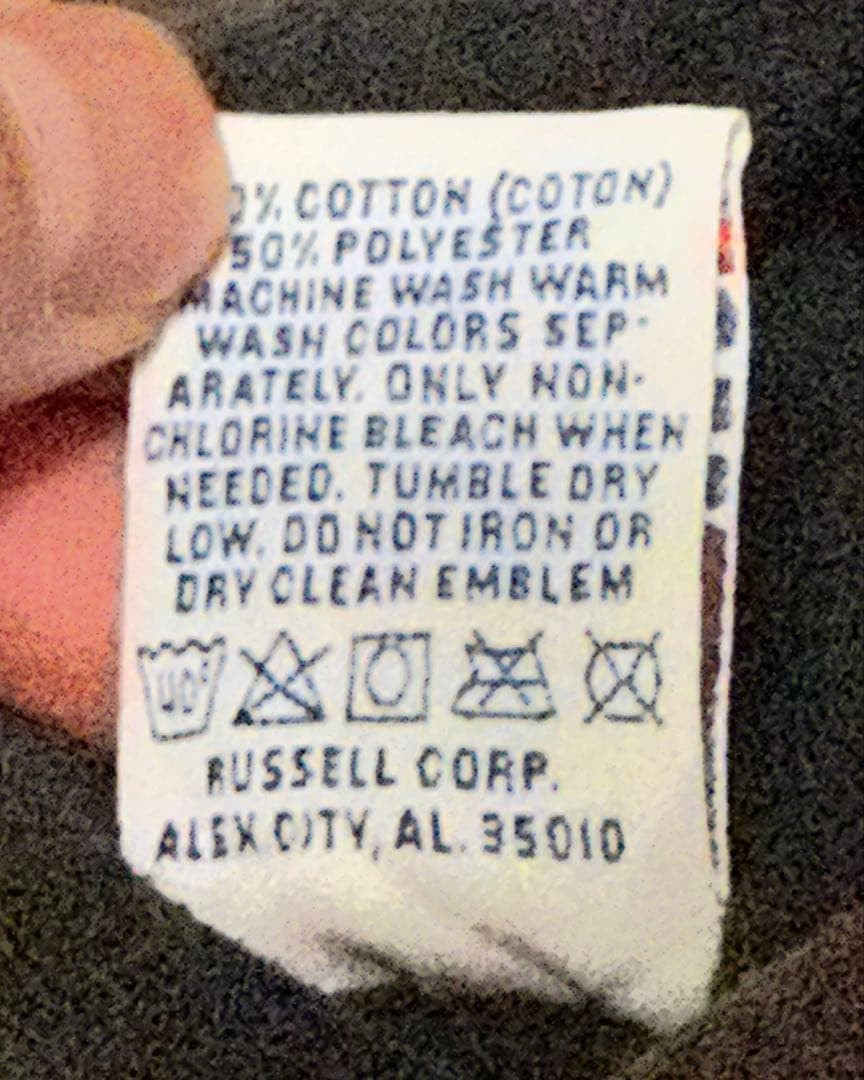 0% COTTON (COTON)
50% POLYESTER
MACHINE WASH WARM
WASH COLORS SEP-
ARATELY. ONLY NON-
CHLORINE BLEACH WHEN
NEEDED. TUMBLE DRY
LOW. DO NOT IRON OR
DRY CLEAN EMBLEM
40°
RUSSELL CORP.
ALEX CITY, AL. 35010